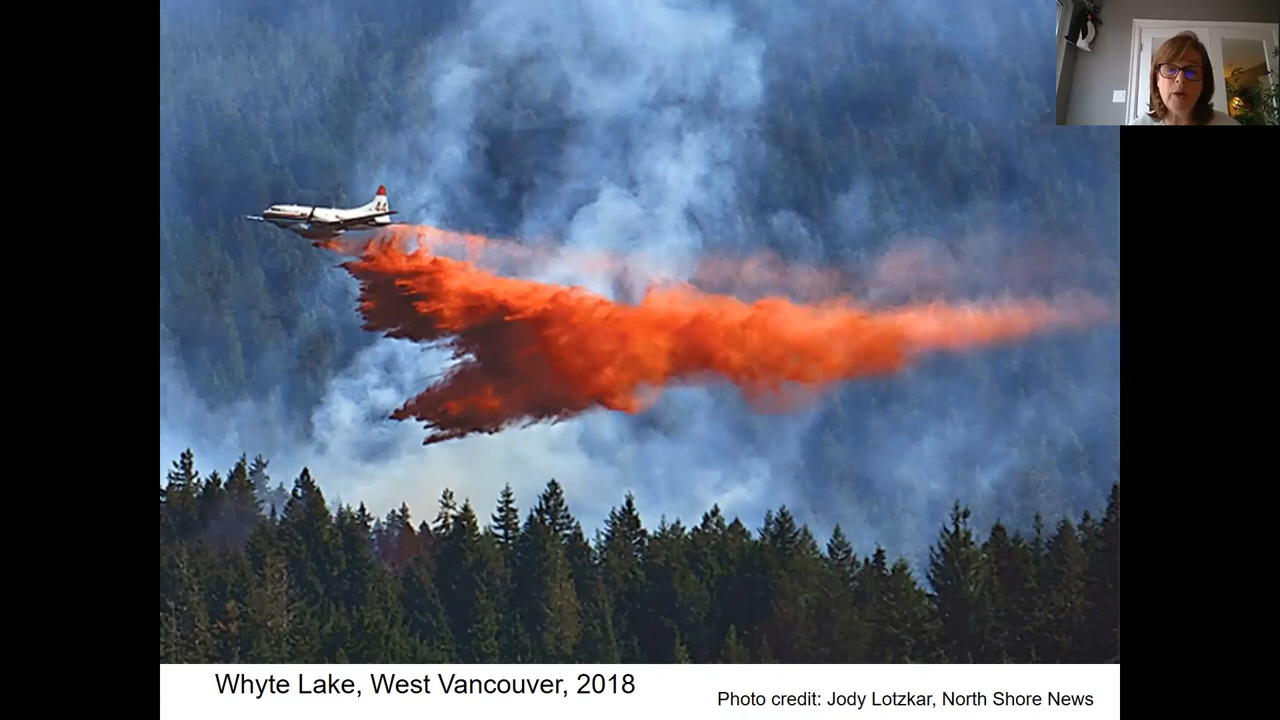 Whyte Lake, West Vancouver, 2018
Photo credit: Jody Lotzkar, North Shore News